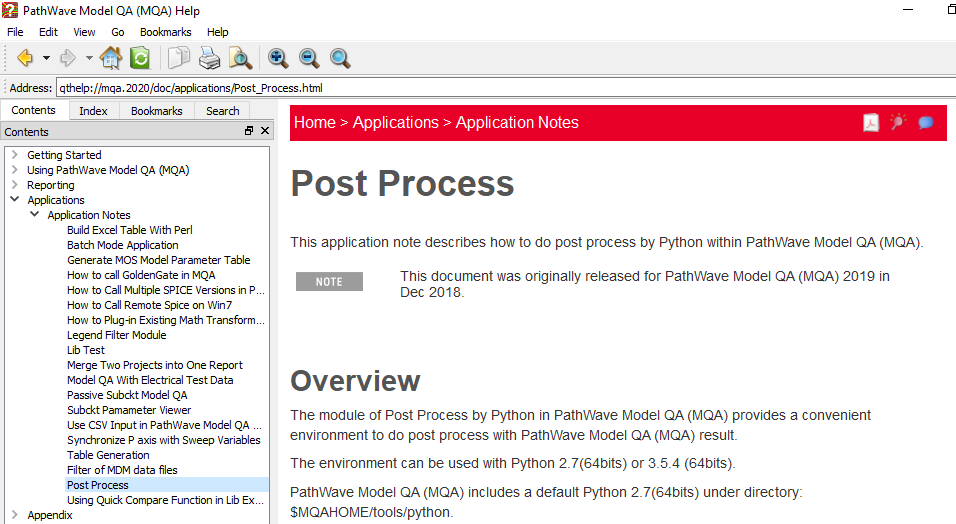 PathWave Model QA (MQA) Help
File Edit View Go Bookmarks Help
Address: qthelp://mqa.2020/doc/applications/Post_Process.html
Contents Index Bookmarks Search
Contents
Getting Started
Using PathWave Model QA (MQA)
Reporting
Applications
Application Notes
Build Excel Table With Perl
Batch Mode Application
Generate MOS Model Parameter Table
How to call GoldenGate in MQA
How to Call Multiple SPICE Versions in P...
How to Call Remote Spice on Win7
How to Plug-in Existing Math Transform...
Legend Filter Module
Lib Test
Merge Two Projects into One Report
Model QA With Electrical Test Data
Passive Subckt Model QA
Subckt Pamameter Viewer
Use CSV Input in PathWave Model QA ...
Synchronize P axis with Sweep Variables
Table Generation
Filter of MDM data files
Post Process
Using Quick Compare Function in Lib Ex...
Appendix
Home > Applications > Application Notes
Post Process
This application note describes how to do post process by Python within PathWave Model QA (MQA).
NOTE
This document was originally released for PathWave Model QA (MQA) 2019 in
Dec 2018.
Overview
The module of Post Process by Python in PathWave Model QA (MQA) provides a convenient
environment to do post process with PathWave Model QA (MQA) result.
The environment can be used with Python 2.7(64bits) or 3.5.4 (64bits).
PathWave Model QA (MQA) includes a default Python 2.7(64bits) under directory:
$MQAHOME/tools/python.